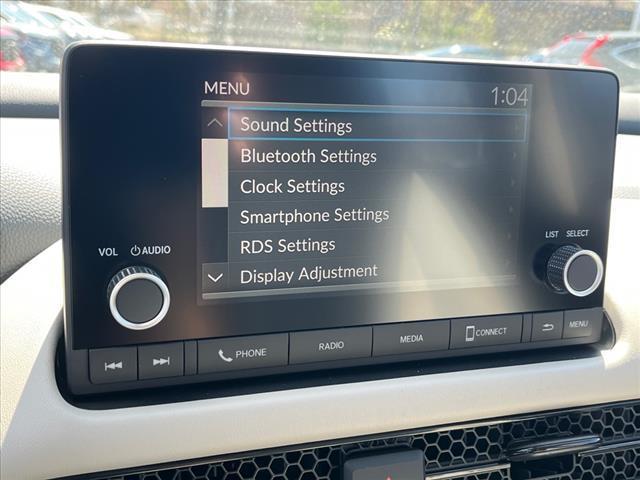 MENU 1:04
Sound Settings
Bluetooth Settings
Clock Settings
Smartphone Settings
RDS Settings
Display Adjustment
VOL AUDIO
LIST SELECT
PHONE RADIO MEDIA CONNECT MENU